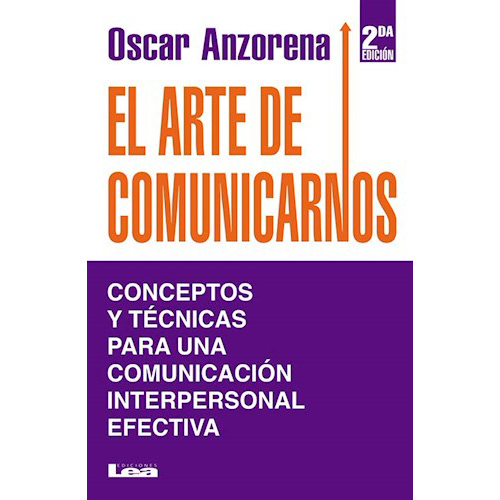 Oscar Anzorena
2DA
EDICIÓN
EL ARTE DE
COMUNICARNOS
CONCEPTOS
Y TÉCNICAS
PARA UNA
COMUNICACIÓN
INTERPERSONAL
EFECTIVA
EDICIONES
Lea